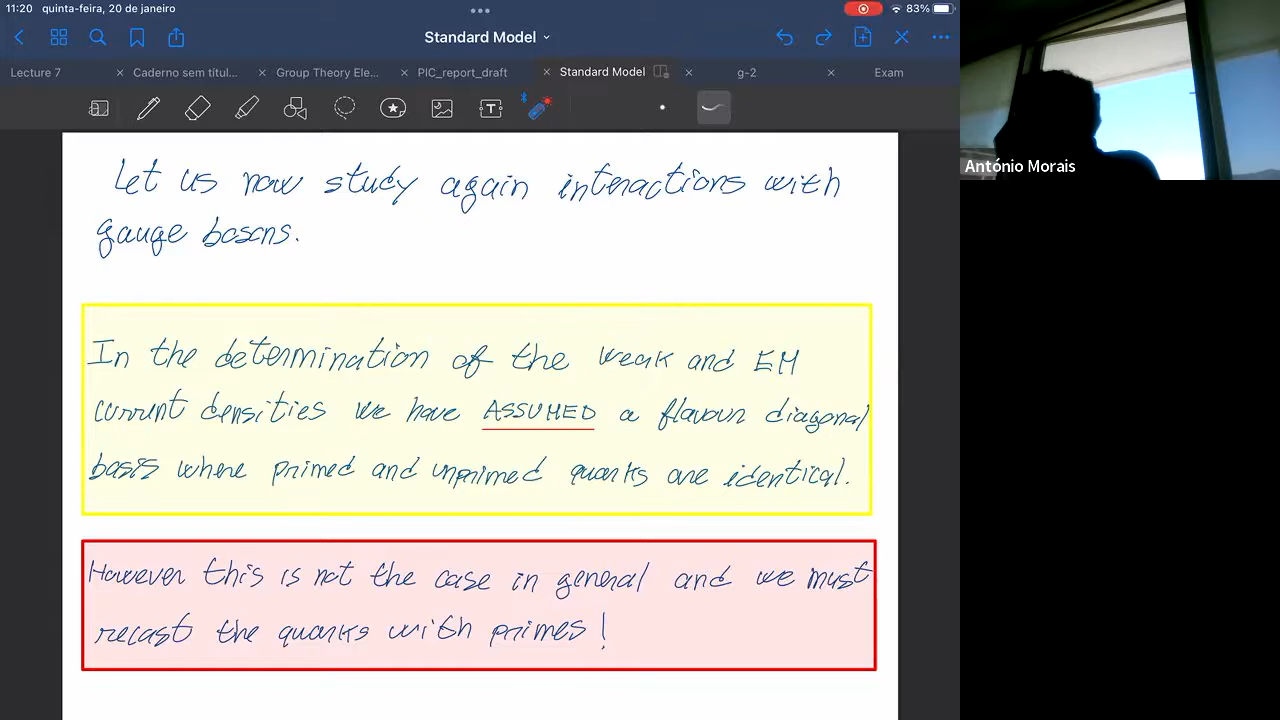 11:20 quinta-feira, 20 de janeiro
83%
Standard Model
Lecture 7
Caderno sem títul...
Group Theory Ele...
PIC_report_draft
Standard Model
g-2
Exam
T
António Morais
Let us now study again interactions with
gauge bosons.
In the determination of the weak and EM
current densities we have ASSUMED a flavour diagonal
basis where primed and unprimed quarks are identical.
However this is not the case in general and we must
recast the quarks with primes!